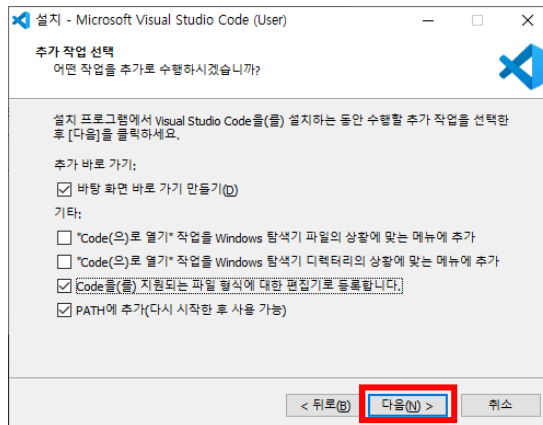 설치 - Microsoft Visual Studio Code (User)
추가 작업 선택
어떤 작업을 추가로 수행하시겠습니까?
설치 프로그램에서 Visual Studio Code을(를) 설치하는 동안 수행할 추가 작업을 선택한
후 [다음]을 클릭하세요.
추가 바로 가기:
바탕 화면 바로 가기 만들기(D)
기타:
"Code(으)로 열기" 작업을 Windows 탐색기 파일의 상황에 맞는 메뉴에 추가
"Code(으)로 열기" 작업을 Windows 탐색기 디렉터리의 상황에 맞는 메뉴에 추가
Code을(를) 지원되는 파일 형식에 대한 편집기로 등록합니다.
PATH에 추가(다시 시작한 후 사용 가능)
< 뒤로(B) 다음(N) > 취소